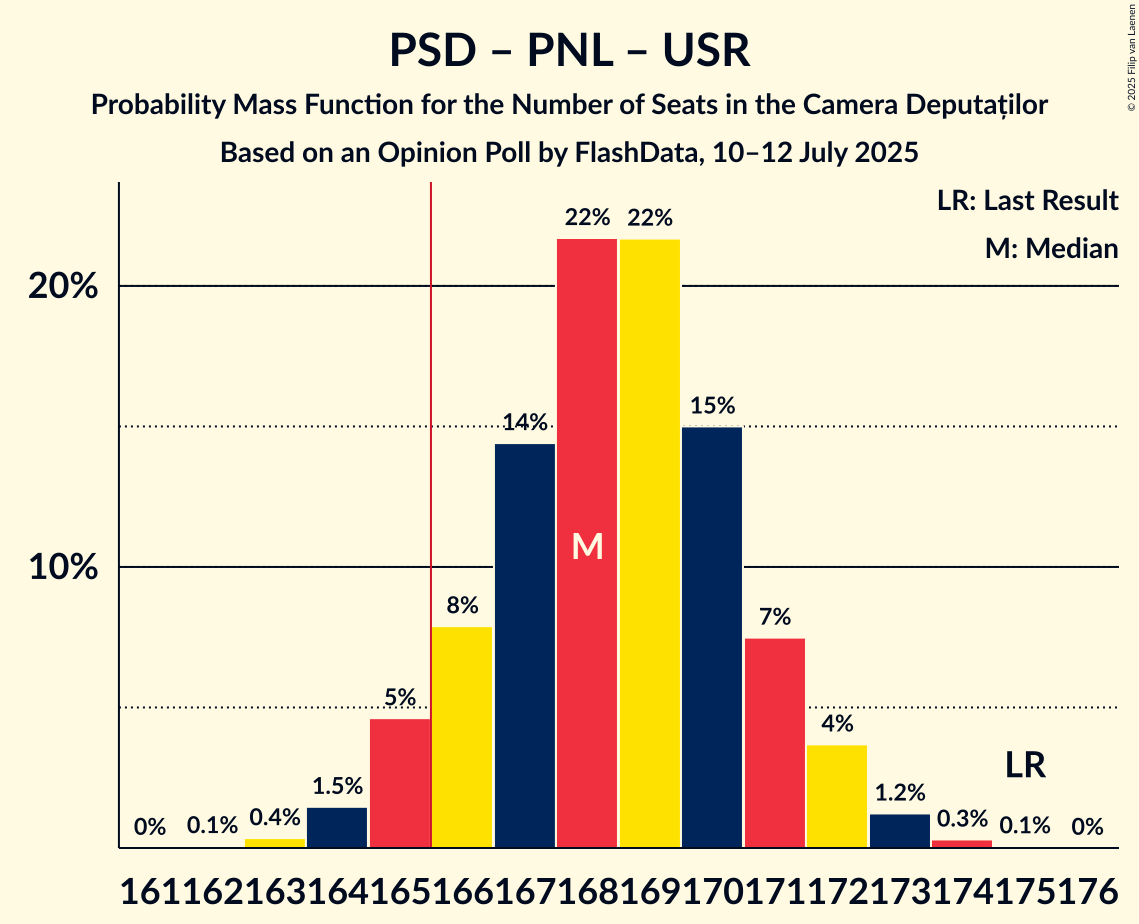 PSD – PNL – USR
Probability Mass Function for the Number of Seats in the Camera Deputaților
Based on an Opinion Poll by FlashData, 10–12 July 2025
© 2025 Filip van Laenen
LR: Last Result
M: Median
20%
10%
0%
0.1%
0.4%
1.5%
5%
8%
14%
22%
22%
15%
7%
4%
1.2%
0.3%
0.1%
0%
M
LR
161 162 163 164 165 166 167 168 169 170 171 172 173 174 175 176